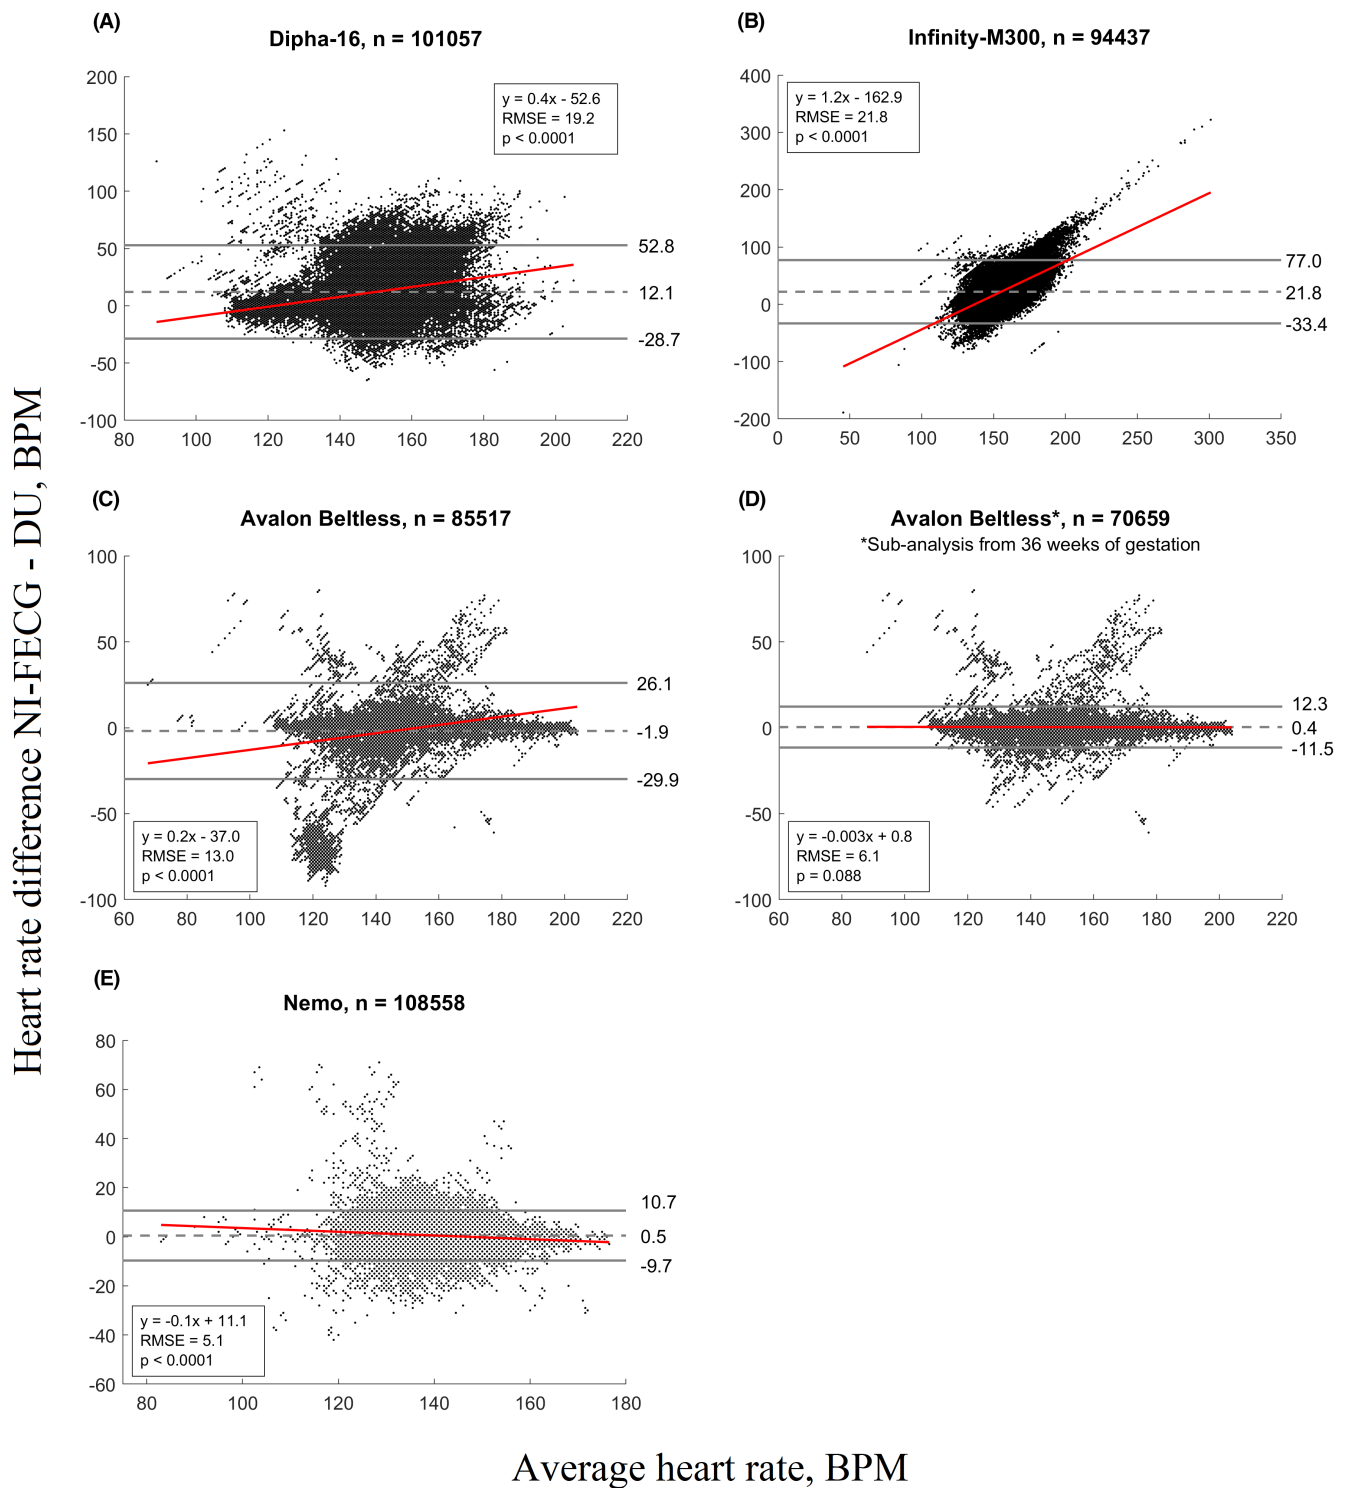 (A)
Dipha-16, n = 101057
200
150
100
50
0
-50
-100
y = 0.4x - 52.6
RMSE = 19.2
p < 0.0001
52.8
12.1
-28.7
80 100 120 140 160 180 200 220
(B)
Infinity-M300, n = 94437
400
300
200
100
0
-100
-200
y = 1.2x - 162.9
RMSE = 21.8
p < 0.0001
77.0
21.8
-33.4
0 50 100 150 200 250 300 350
Heart rate difference NI-FECG - DU, BPM
(C)
Avalon Beltless, n = 85517
100
50
0
-50
-100
26.1
-1.9
-29.9
y = 0.2x - 37.0
RMSE = 13.0
p < 0.0001
60 80 100 120 140 160 180 200 220
(D)
Avalon Beltless*, n = 70659
*Sub-analysis from 36 weeks of gestation
100
50
0
-50
-100
12.3
0.4
-11.5
y = -0.003x + 0.8
RMSE = 6.1
p = 0.088
60 80 100 120 140 160 180 200 220
(E)
Nemo, n = 108558
80
60
40
20
0
-20
-40
-60
10.7
0.5
-9.7
y = -0.1x + 11.1
RMSE = 5.1
p < 0.0001
80 100 120 140 160 180
Average heart rate, BPM